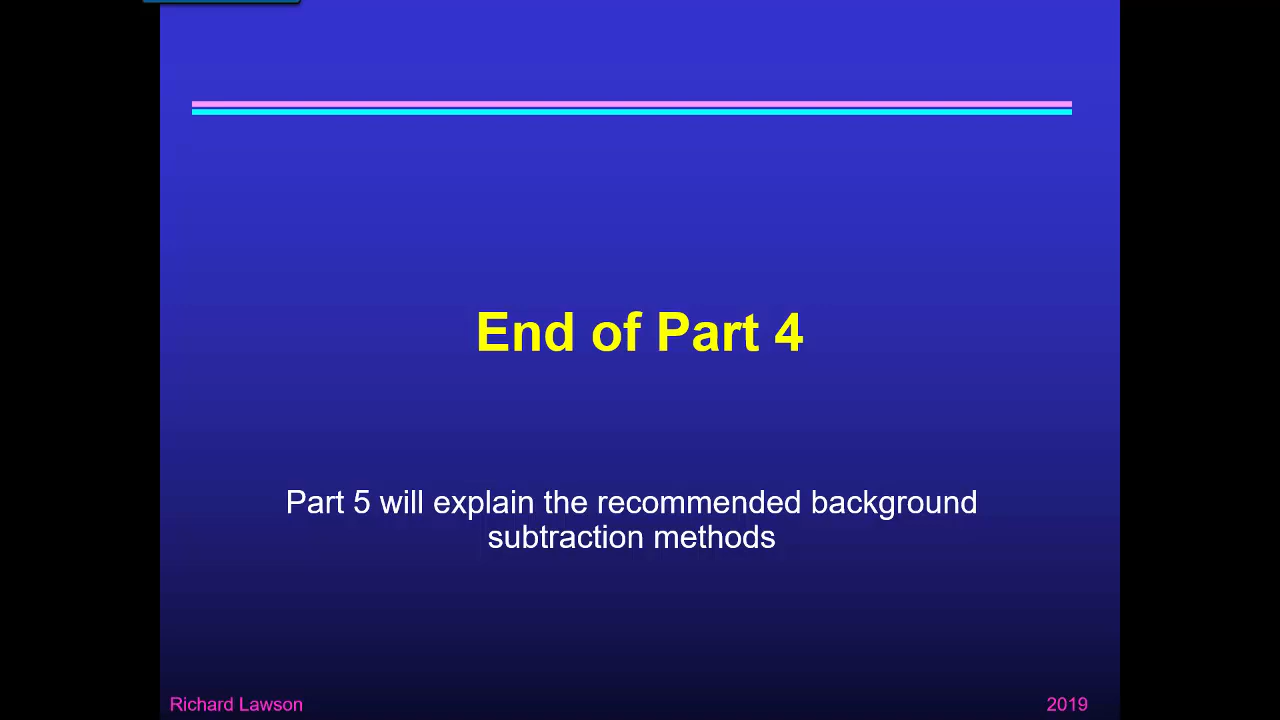 End of Part 4
Part 5 will explain the recommended background
subtraction methods
Richard Lawson
2019